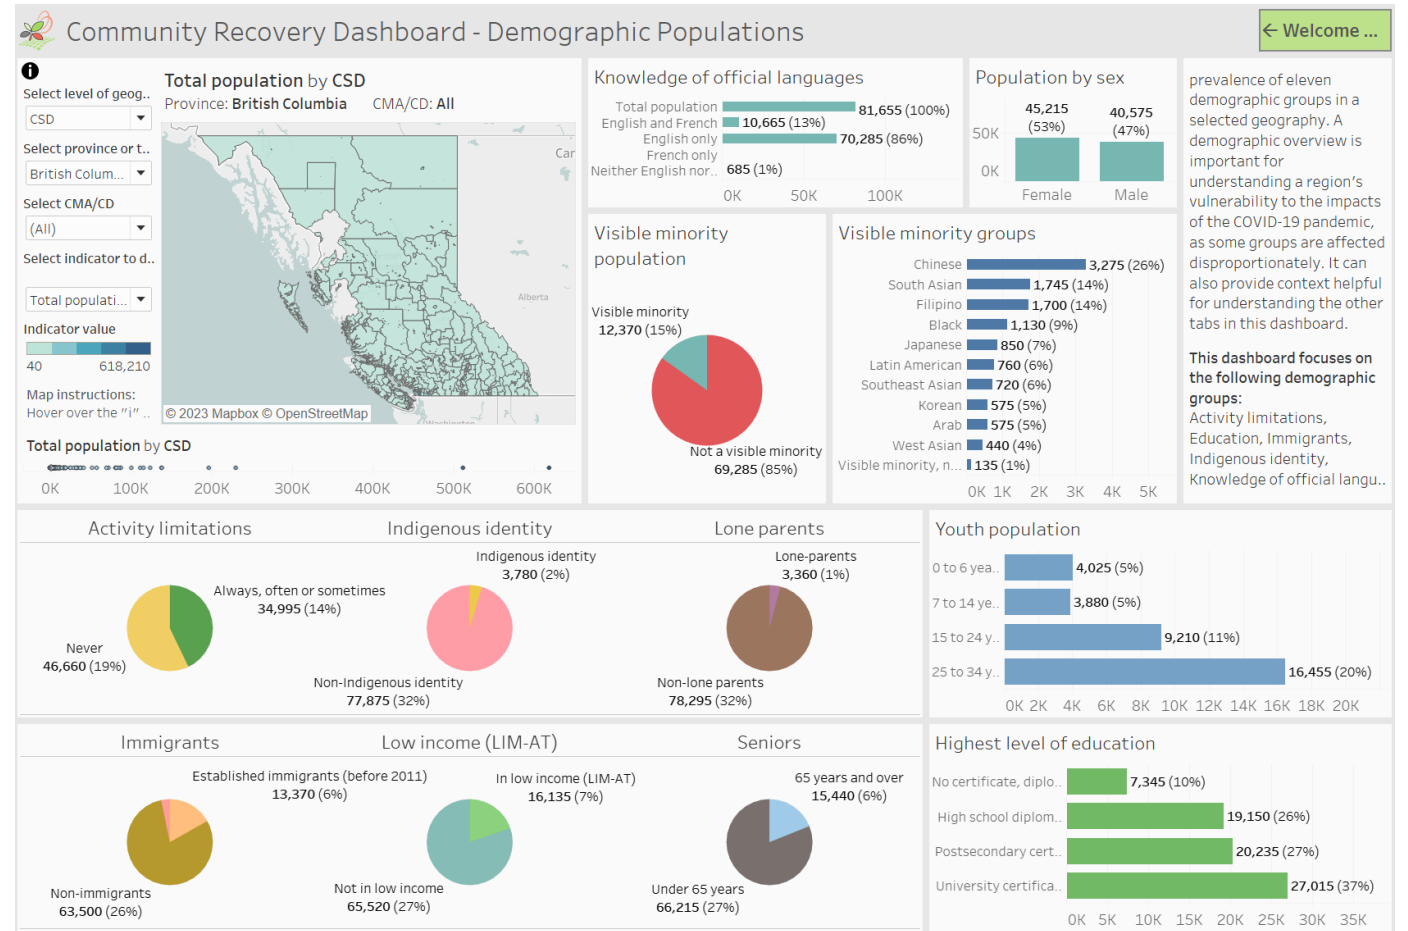 Community Recovery Dashboard - Demographic Populations
← Welcome ...
Select level of geog..
CSD
Select province or t..
British Colum...
Select CMA/CD
(All)
Select indicator to d..
Total populati...
Indicator value
40 618,210
Map instructions:
Hover over the "i" ..
Total population by CSD
Province: British Columbia CMA/CD: All
Car
Alberta
Washington
© 2023 Mapbox © OpenStreetMap
Total population by CSD
0K 100K 200K 300K 400K 500K 600K
Knowledge of official languages
Total population 81,655 (100%)
English and French 10,665 (13%)
English only 70,285 (86%)
French only
Neither English nor.. 685 (1%)
0K 50K 100K
Population by sex
45,215 (53%)
40,575 (47%)
50K
0K
Female Male
Visible minority
population
Visible minority
12,370 (15%)
Not a visible minority
69,285 (85%)
Visible minority groups
Chinese 3,275 (26%)
South Asian 1,745 (14%)
Filipino 1,700 (14%)
Black 1,130 (9%)
Japanese 850 (7%)
Latin American 760 (6%)
Southeast Asian 720 (6%)
Korean 575 (5%)
Arab 575 (5%)
West Asian 440 (4%)
Visible minority, n... 135 (1%)
0K 1K 2K 3K 4K 5K
prevalence of eleven
demographic groups in a
selected geography. A
demographic overview is
important for
understanding a region's
vulnerability to the impacts
of the COVID-19 pandemic,
as some groups are affected
disproportionately. It can
also provide context helpful
for understanding the other
tabs in this dashboard.
This dashboard focuses on
the following demographic
groups:
Activity limitations,
Education, Immigrants,
Indigenous identity,
Knowledge of official langu..
Activity limitations
Always, often or sometimes
34,995 (14%)
Never
46,660 (19%)
Indigenous identity
Indigenous identity
3,780 (2%)
Non-Indigenous identity
77,875 (32%)
Lone parents
Lone-parents
3,360 (1%)
Non-lone parents
78,295 (32%)
Youth population
0 to 6 yea.. 4,025 (5%)
7 to 14 ye.. 3,880 (5%)
15 to 24 y.. 9,210 (11%)
25 to 34 y.. 16,455 (20%)
0K 2K 4K 6K 8K 10K 12K 14K 16K 18K 20K
Immigrants
Established immigrants (before 2011)
13,370 (6%)
Non-immigrants
63,500 (26%)
Low income (LIM-AT)
In low income (LIM-AT)
16,135 (7%)
Not in low income
65,520 (27%)
Seniors
65 years and over
15,440 (6%)
Under 65 years
66,215 (27%)
Highest level of education
No certificate, diplo.. 7,345 (10%)
High school diplom.. 19,150 (26%)
Postsecondary cert.. 20,235 (27%)
University certifica.. 27,015 (37%)
0K 5K 10K 15K 20K 25K 30K 35K